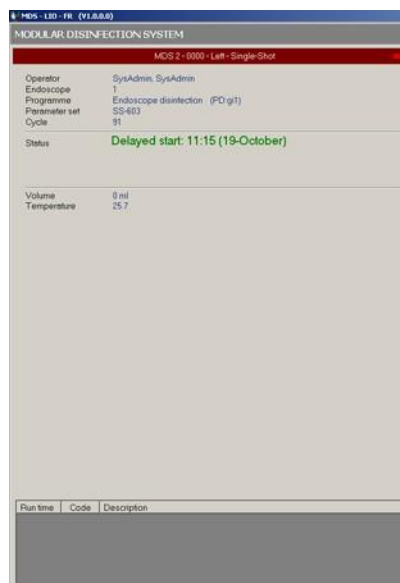 MDS - LIO - FR (V1.0.0.0)
MODULAR DISINFECTION SYSTEM
MDS 2 - 0000 - Left - Single-Shot
Operator SysAdmin, SysAdmin
Endoscope 1
Programme Endoscope disinfection (PD:gi1)
Parameter set SS-603
Cycle 91
Status Delayed start: 11:15 (19-October)
Volume 0 ml
Temperature 25.7
Run time Code Description